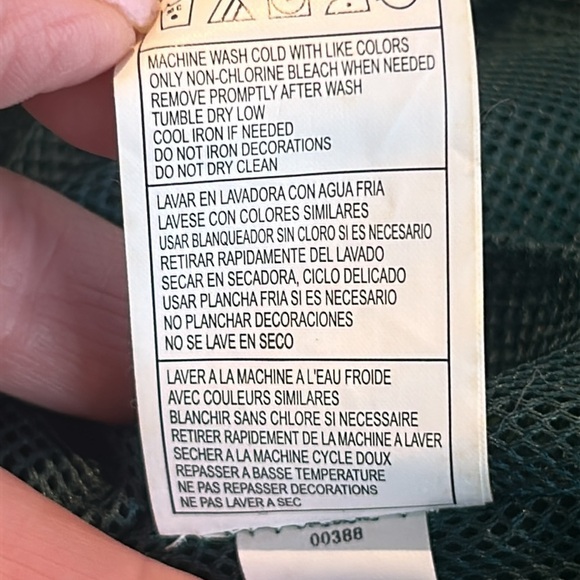 MACHINE WASH COLD WITH LIKE COLORS
ONLY NON-CHLORINE BLEACH WHEN NEEDED
REMOVE PROMPTLY AFTER WASH
TUMBLE DRY LOW
COOL IRON IF NEEDED
DO NOT IRON DECORATIONS
DO NOT DRY CLEAN
LAVAR EN LAVADORA CON AGUA FRIA
LAVESE CON COLORES SIMILARES
USAR BLANQUEADOR SIN CLORO SI ES NECESARIO
RETIRAR RAPIDAMENTE DEL LAVADO
SECAR EN SECADORA, CICLO DELICADO
USAR PLANCHA FRIA SI ES NECESARIO
NO PLANCHAR DECORACIONES
NO SE LAVE EN SECO
LAVER A LA MACHINE A L'EAU FROIDE
AVEC COULEURS SIMILARES
BLANCHIR SANS CHLORE SI NECESSAIRE
RETIRER RAPIDEMENT DE LA MACHINE A LAVER
SECHER A LA MACHINE CYCLE DOUX
REPASSER A BASSE TEMPERATURE
NE PAS REPASSER DECORATIONS
NE PAS LAVER A SEC
00388